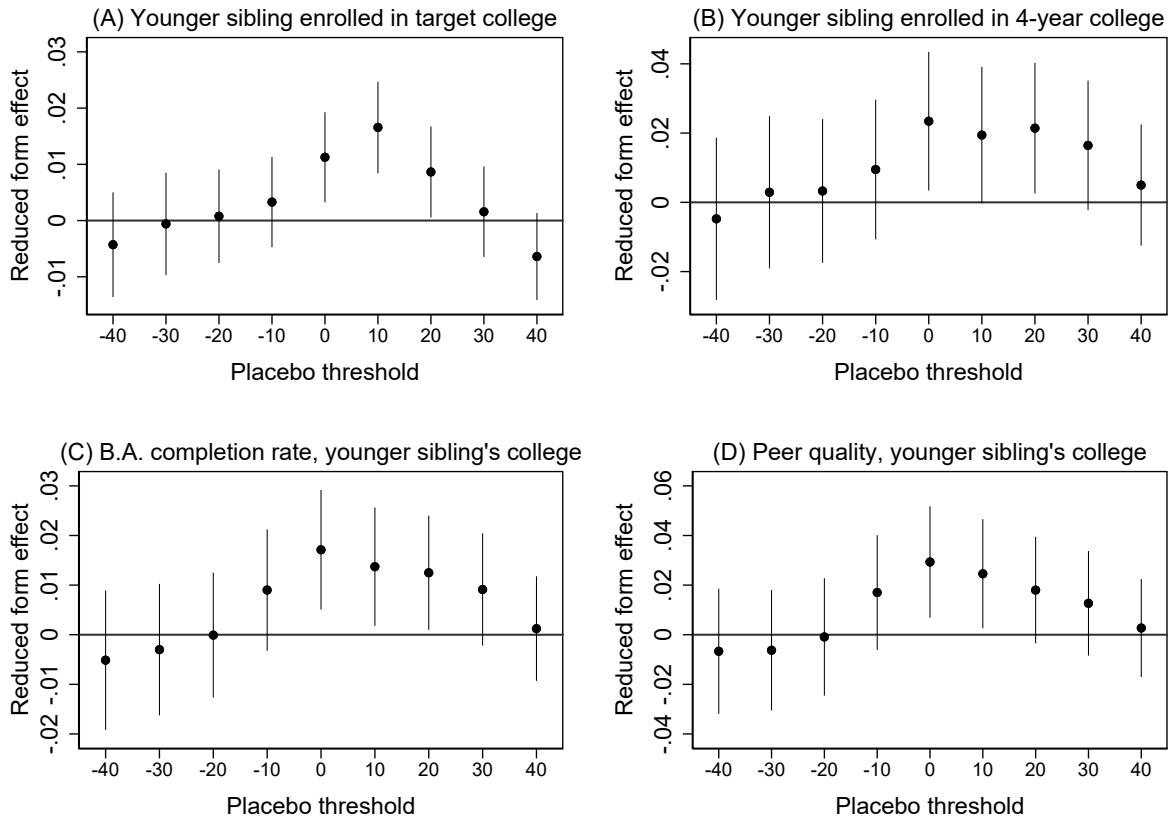 (A) Younger sibling enrolled in target college
Reduced form effect
.03
.02
.01
0
-.01
-40 -30 -20 -10 0 10 20 30 40
Placebo threshold
(B) Younger sibling enrolled in 4-year college
Reduced form effect
.04
.02
0
-.02
-40 -30 -20 -10 0 10 20 30 40
Placebo threshold
(C) B.A. completion rate, younger sibling's college
Reduced form effect
.03
.02
.01
0
-.01
-.02
-40 -30 -20 -10 0 10 20 30 40
Placebo threshold
(D) Peer quality, younger sibling's college
Reduced form effect
.06
.04
.02
0
-.02
-.04
-40 -30 -20 -10 0 10 20 30 40
Placebo threshold